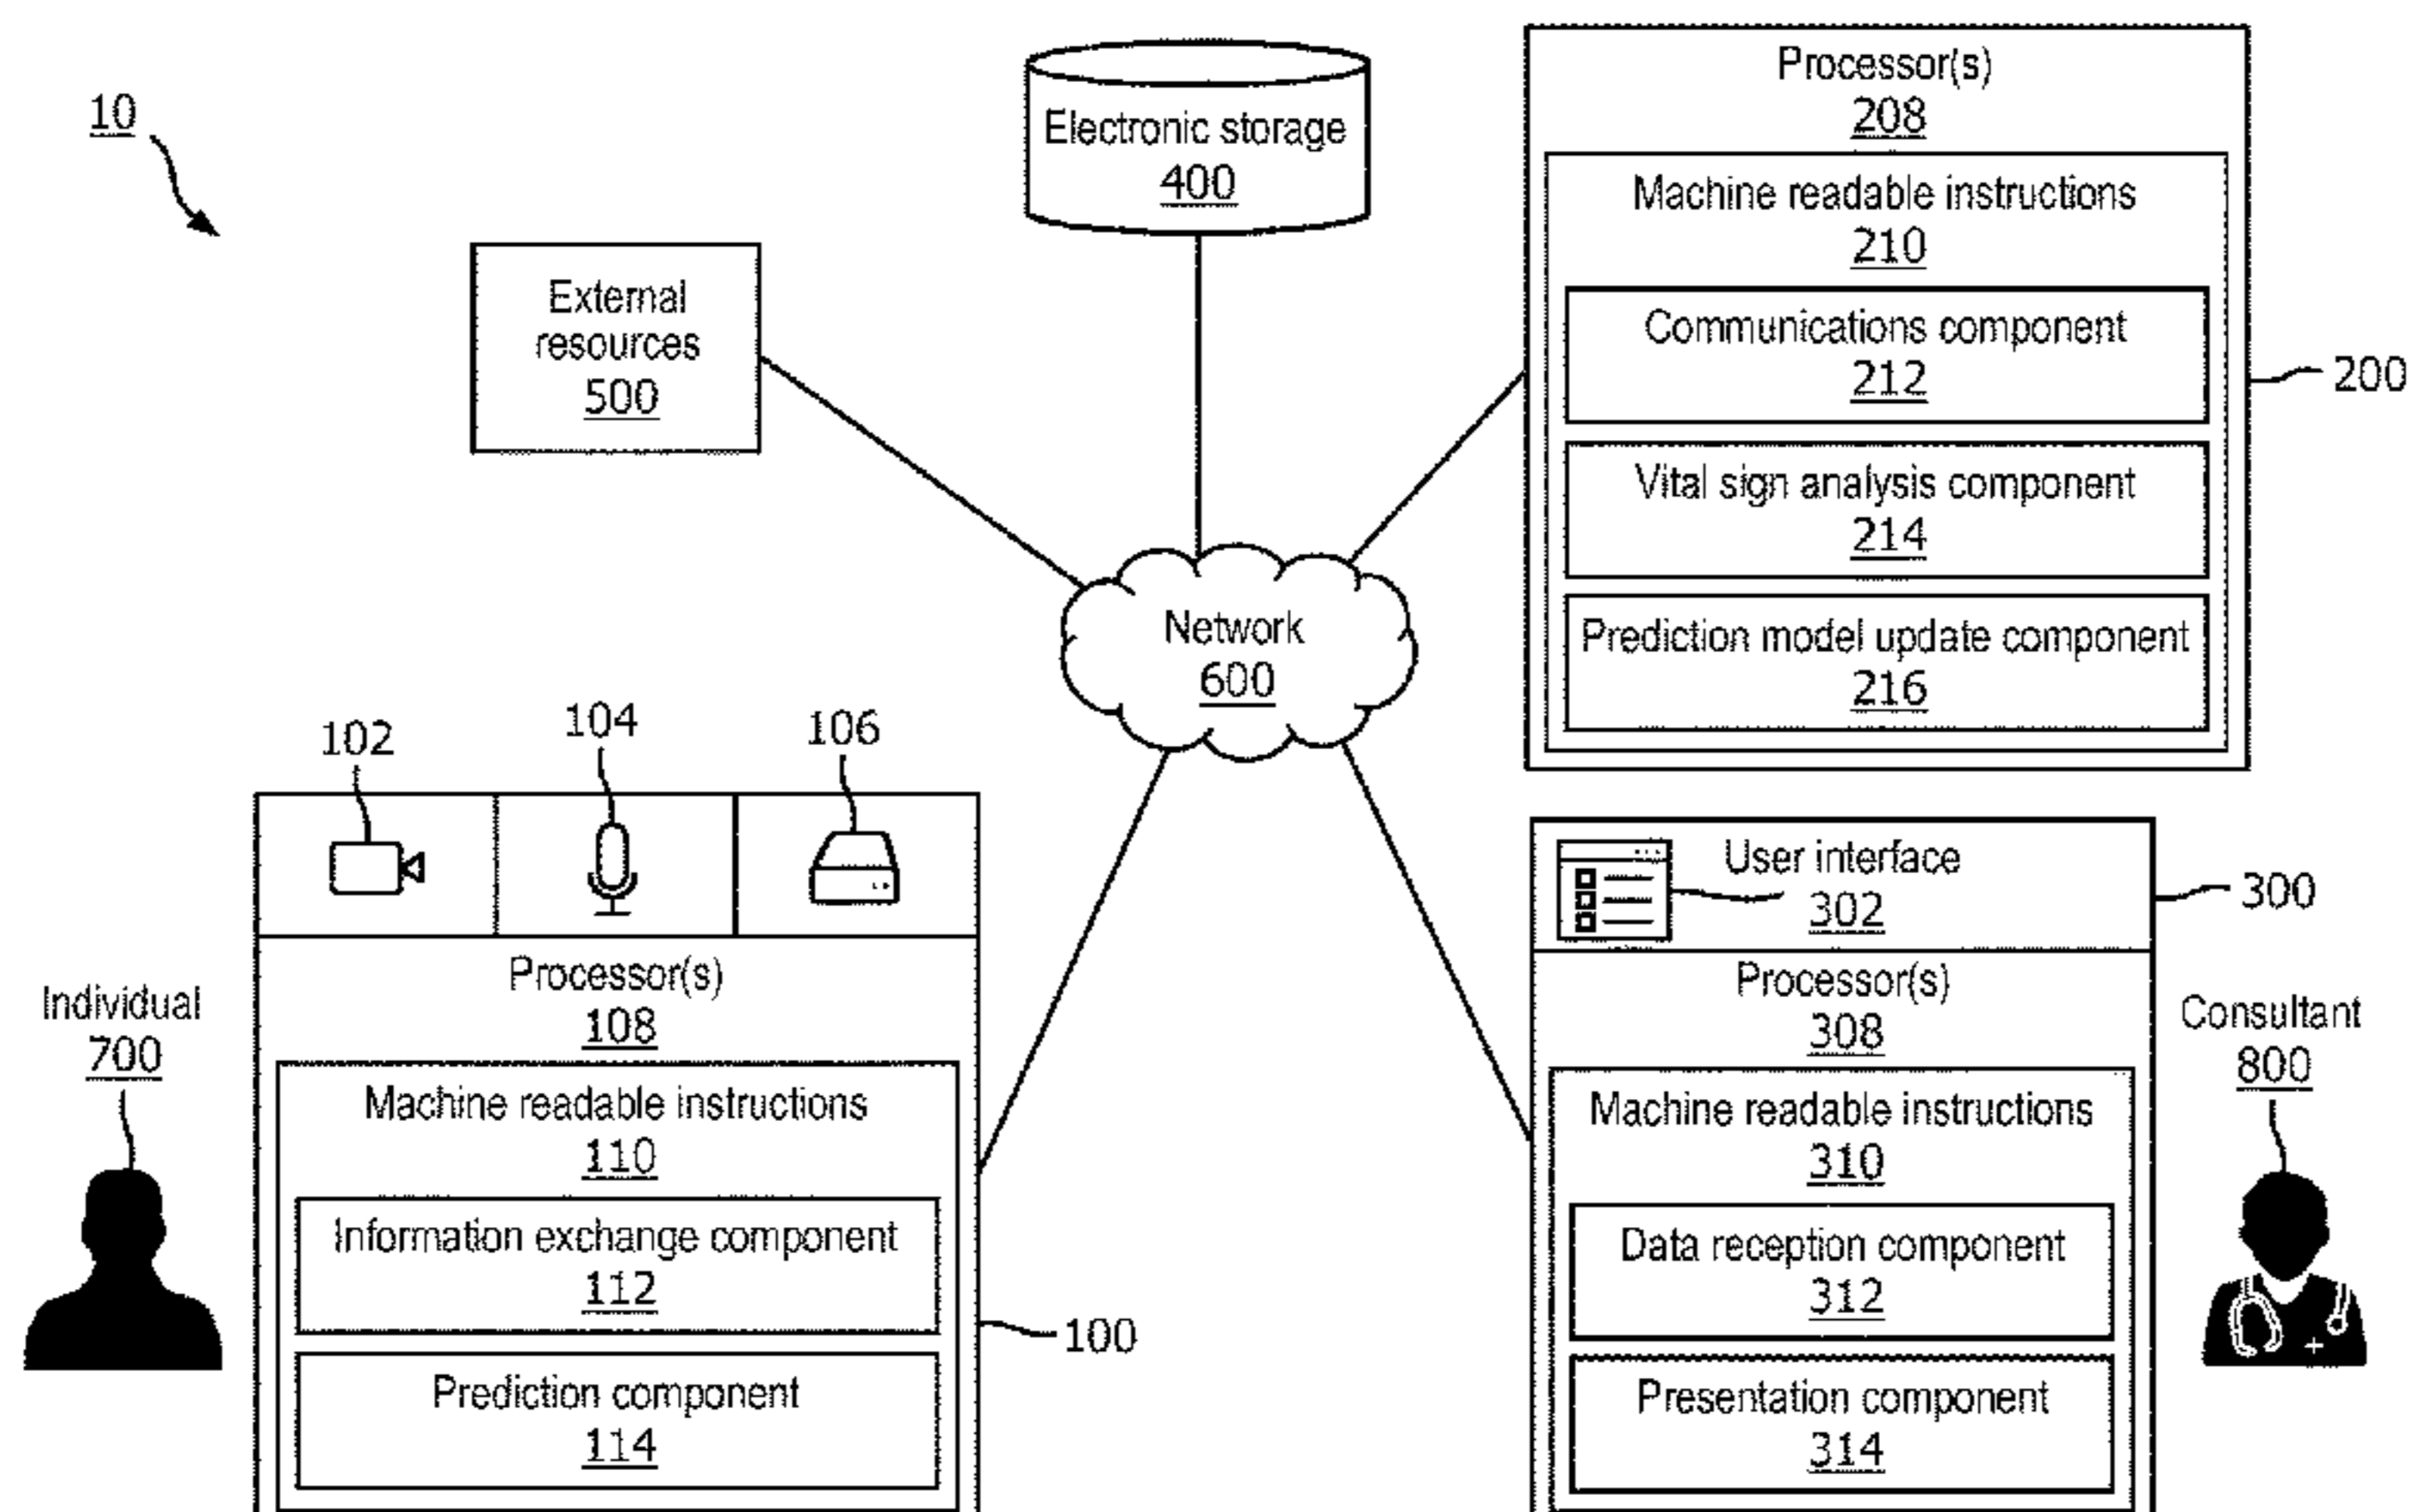 10
Electronic storage
400
External
resources
500
Processor(s)
208
Machine readable instructions
210
Communications component
212
Vital sign analysis component
214
Prediction model update component
216
200
Network
600
102
104
106
Processor(s)
108
Machine readable instructions
110
Information exchange component
112
Prediction component
114
100
Individual
700
User interface
302
300
Processor(s)
308
Machine readable instructions
310
Data reception component
312
Presentation component
314
Consultant
800